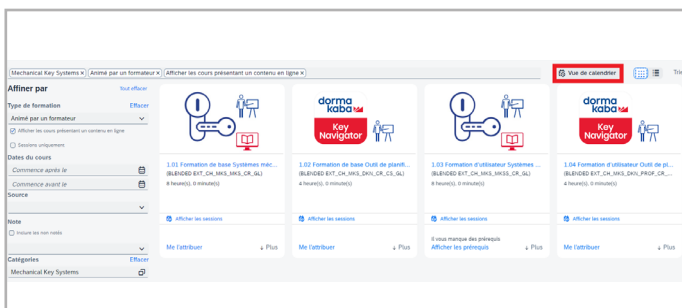 Mechanical Key Systems x Animé par un formateur x Afficher les cours présentant un contenu en ligne x
Vue de calendrier
Affiner par Tout effacer
Type de formation Effacer
Animé par un formateur
Afficher les cours présentant un contenu en ligne
Sessions uniquement
Dates du cours
Commence après le
Commence avant le
Source
Note
Inclure les non notés
Catégories Effacer
Mechanical Key Systems
1.01 Formation de base Systèmes méc...
(BLENDED EXT_CH_MKS_MKS_CR_GL)
8 heure(s), 0 minute(s)
Afficher les sessions
Me l'attribuer Plus
dorma
kaba
Key
Navigator
1.02 Formation de base Outil de planifi...
(BLENDED EXT_CH_MKS_DKN_CR_CS_GL)
4 heure(s), 0 minute(s)
Afficher les sessions
Me l'attribuer Plus
1.03 Formation d'utilisateur Systèmes ...
(BLENDED EXT_CH_MKS_MKSS_CR_GL)
8 heure(s), 0 minute(s)
Afficher les sessions
Il vous manque des prérequis
Afficher les prérequis Plus
dorma
kaba
Key
Navigator
1.04 Formation d'utilisateur Outil de pl...
(BLENDED EXT_CH_MKS_DKN_PROF_CR_...
4 heure(s), 0 minute(s)
Afficher les sessions
Me l'attribuer Plus